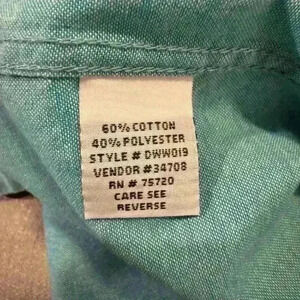 60% COTTON
40% POLYESTER
STYLE # DWW019
VENDOR #34708
RN # 75720
CARE SEE
REVERSE